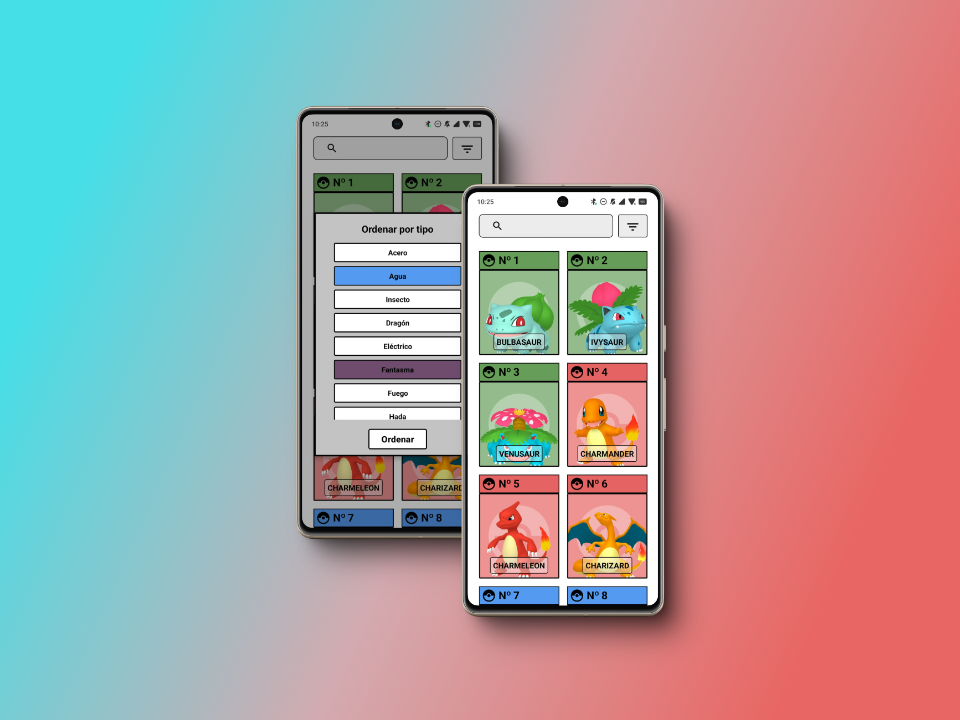 10:25
Nº 1
Nº 2
Ordenar por tipo
Acero
Agua
Insecto
Dragón
Eléctrico
Fantasma
Fuego
Hada
Ordenar
CHARMELEON
CHARIZARD
Nº 7
Nº 8
10:25
Nº 1
Nº 2
BULBASAUR
IVYSAUR
Nº 3
Nº 4
VENUSAUR
CHARMANDER
Nº 5
Nº 6
CHARMELEON
CHARIZARD
Nº 7
Nº 8